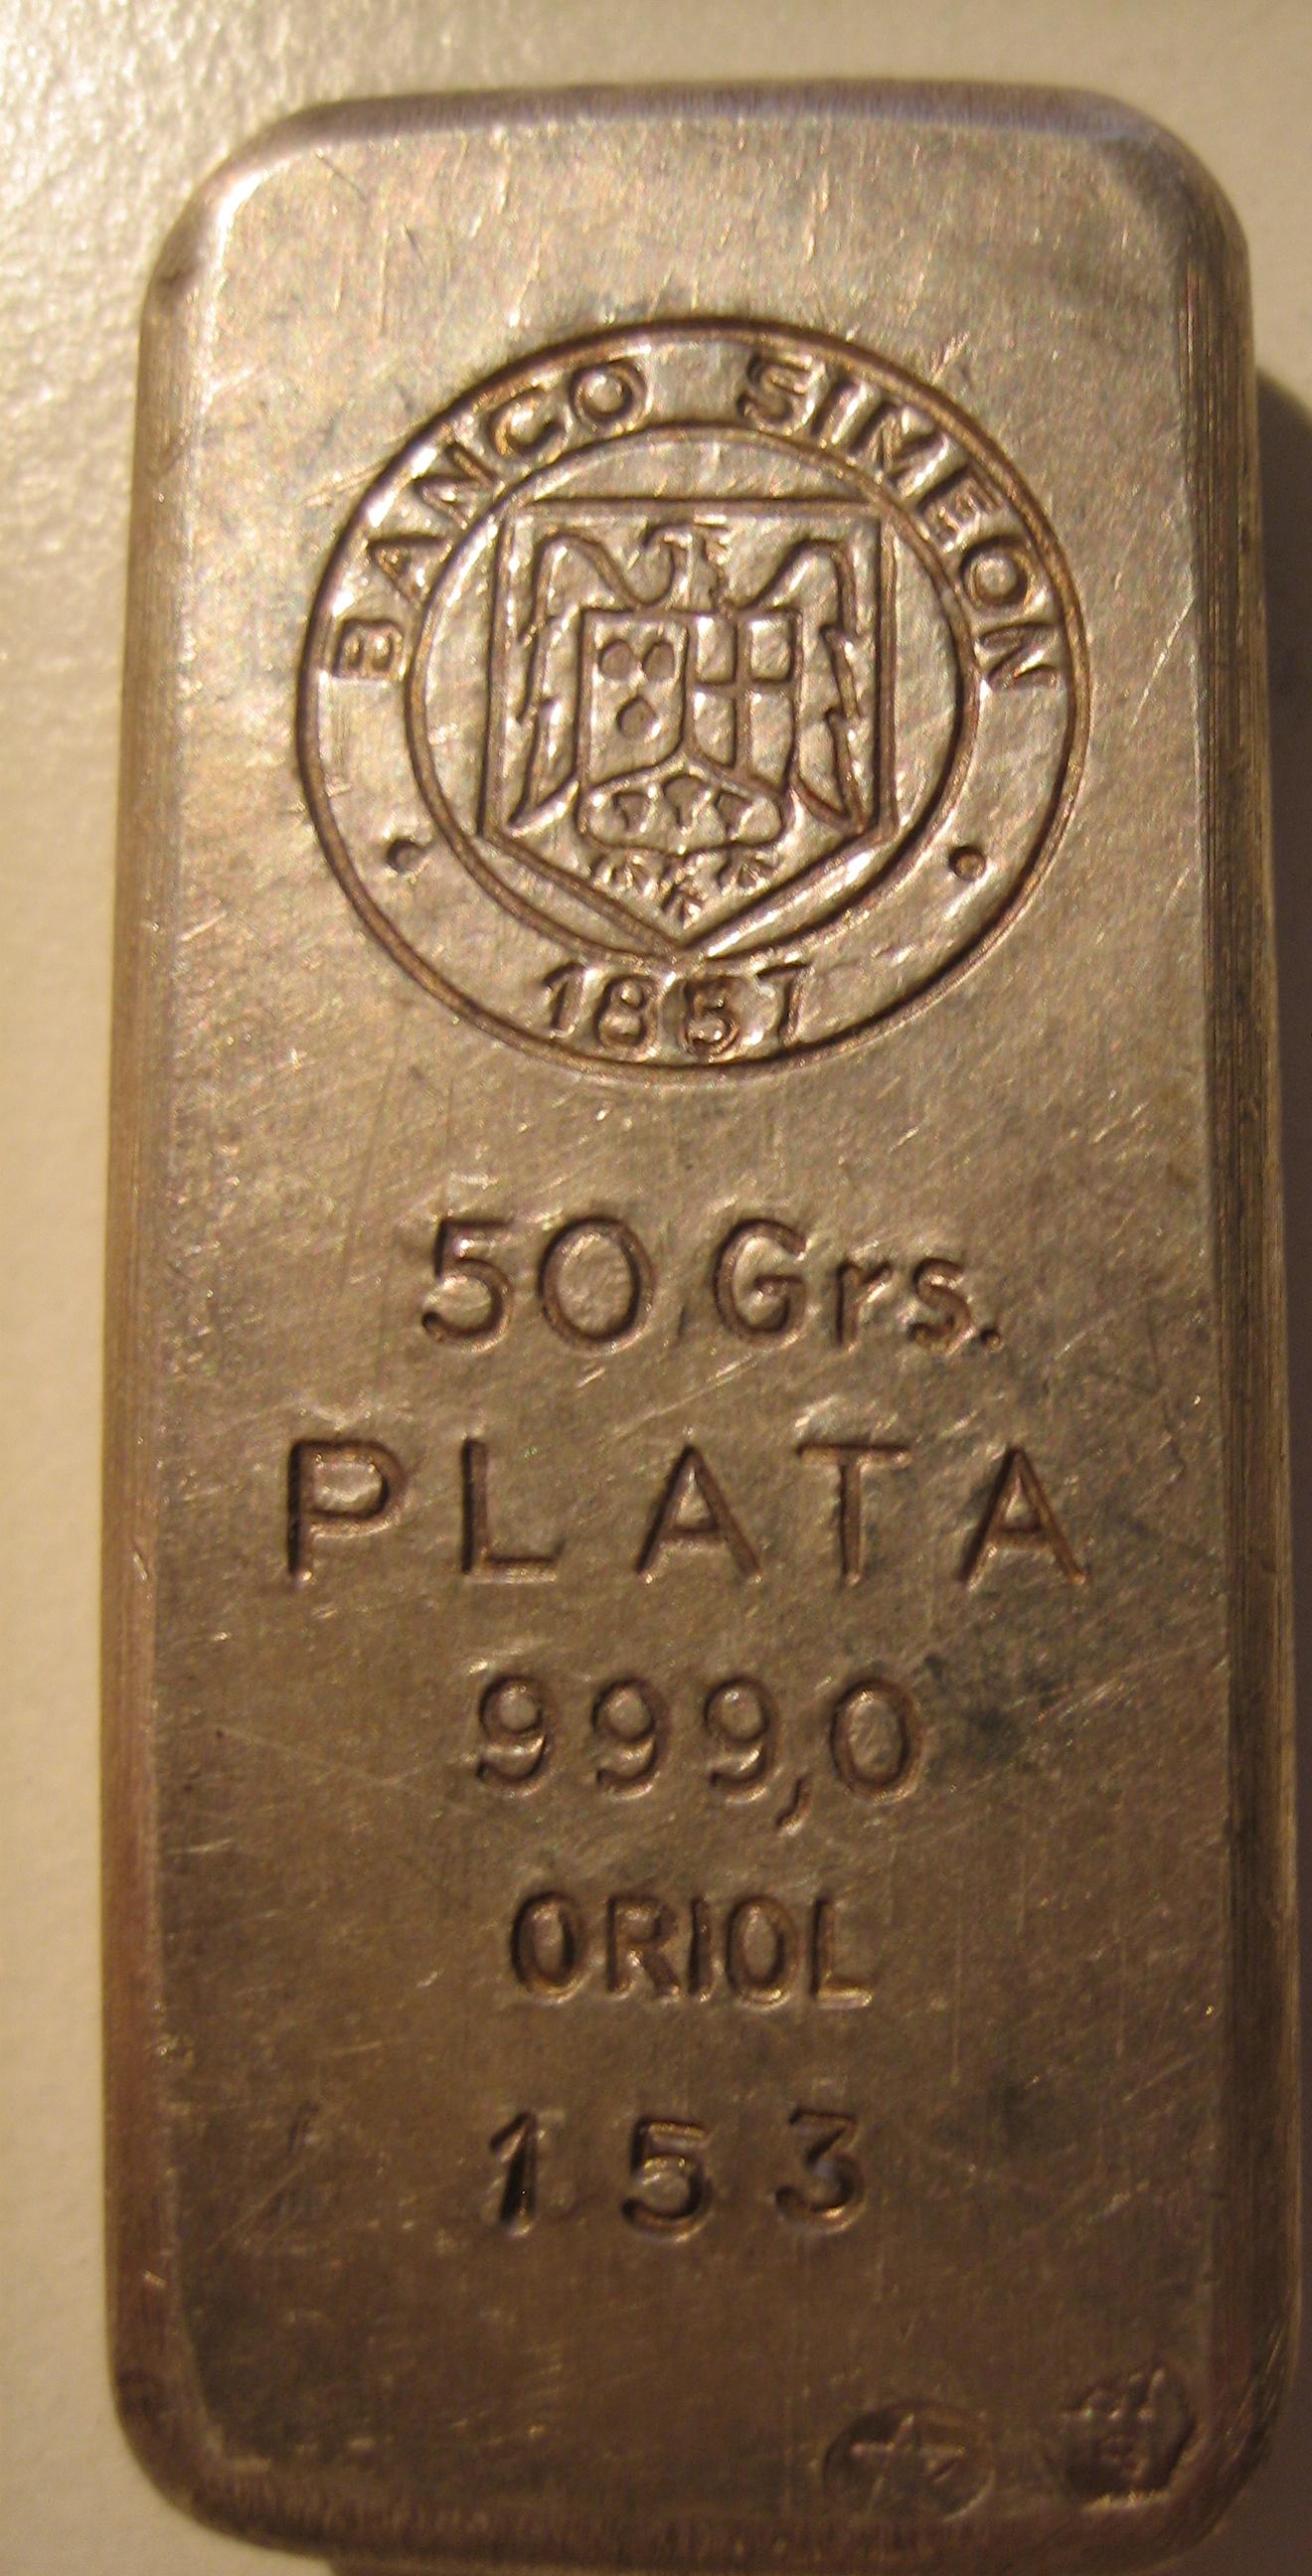 BANCO SIMEON
1857
50 Grs.
PLATA
999,0
ORIOL
153